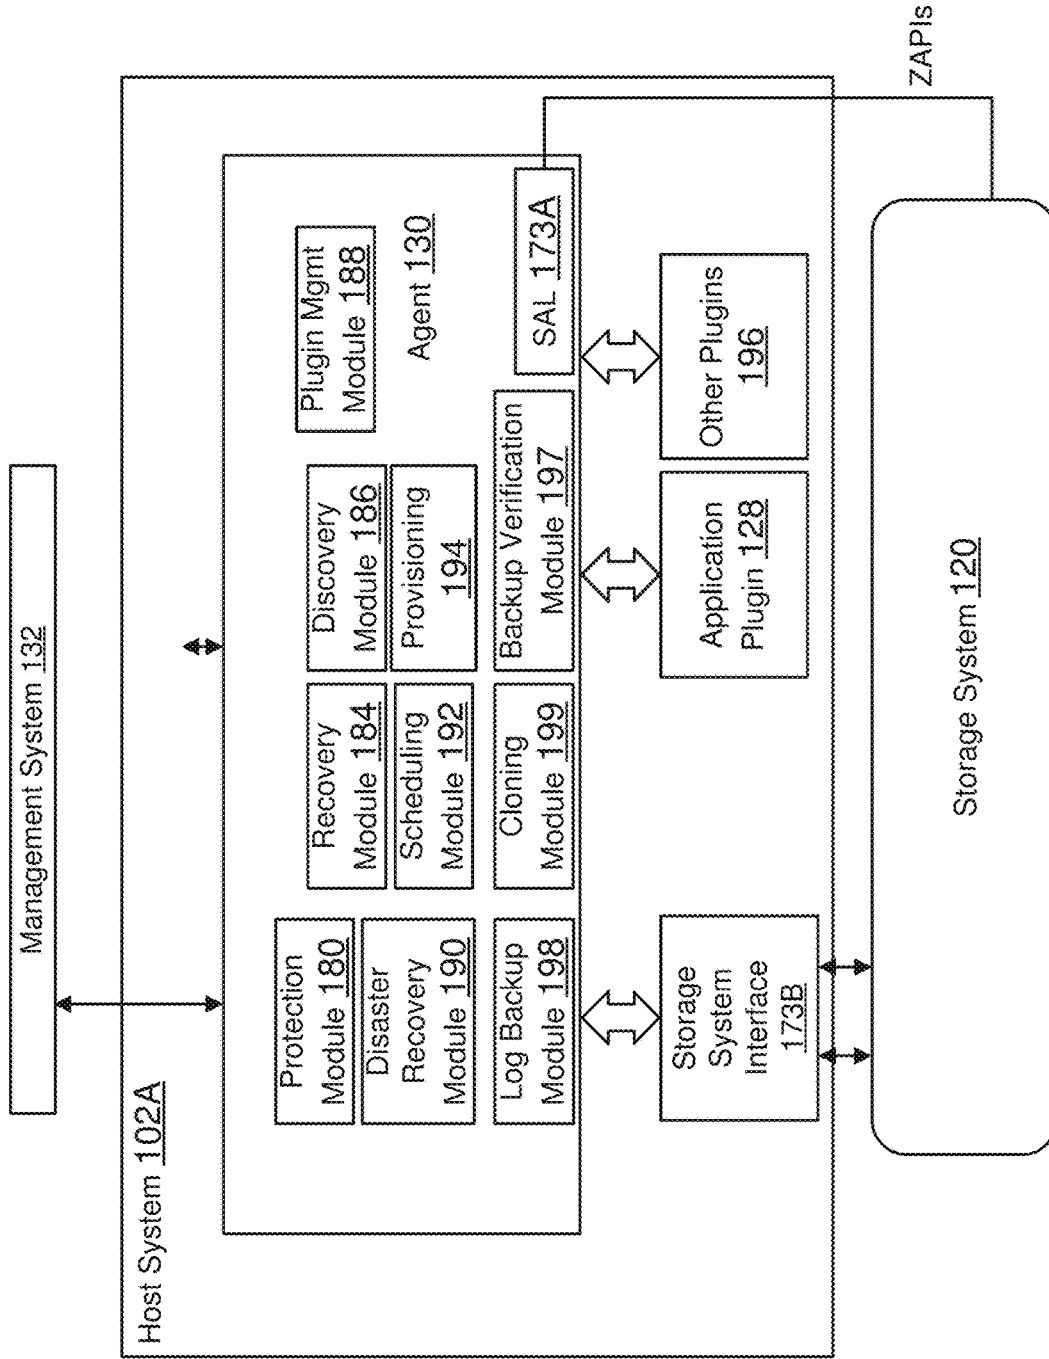 Management System 132
Host System 102A
Protection
Module 180
Disaster
Recovery
Module 190
Log Backup
Module 198
Recovery
Module 184
Scheduling
Module 192
Cloning
Module 199
Discovery
Module 186
Provisioning
194
Backup Verification
Module 197
Plugin Mgmt
Module 188
Agent 130
SAL 173A
Storage
System
Interface
173B
Application
Plugin 128
Other Plugins
196
ZAPIs
Storage System 120